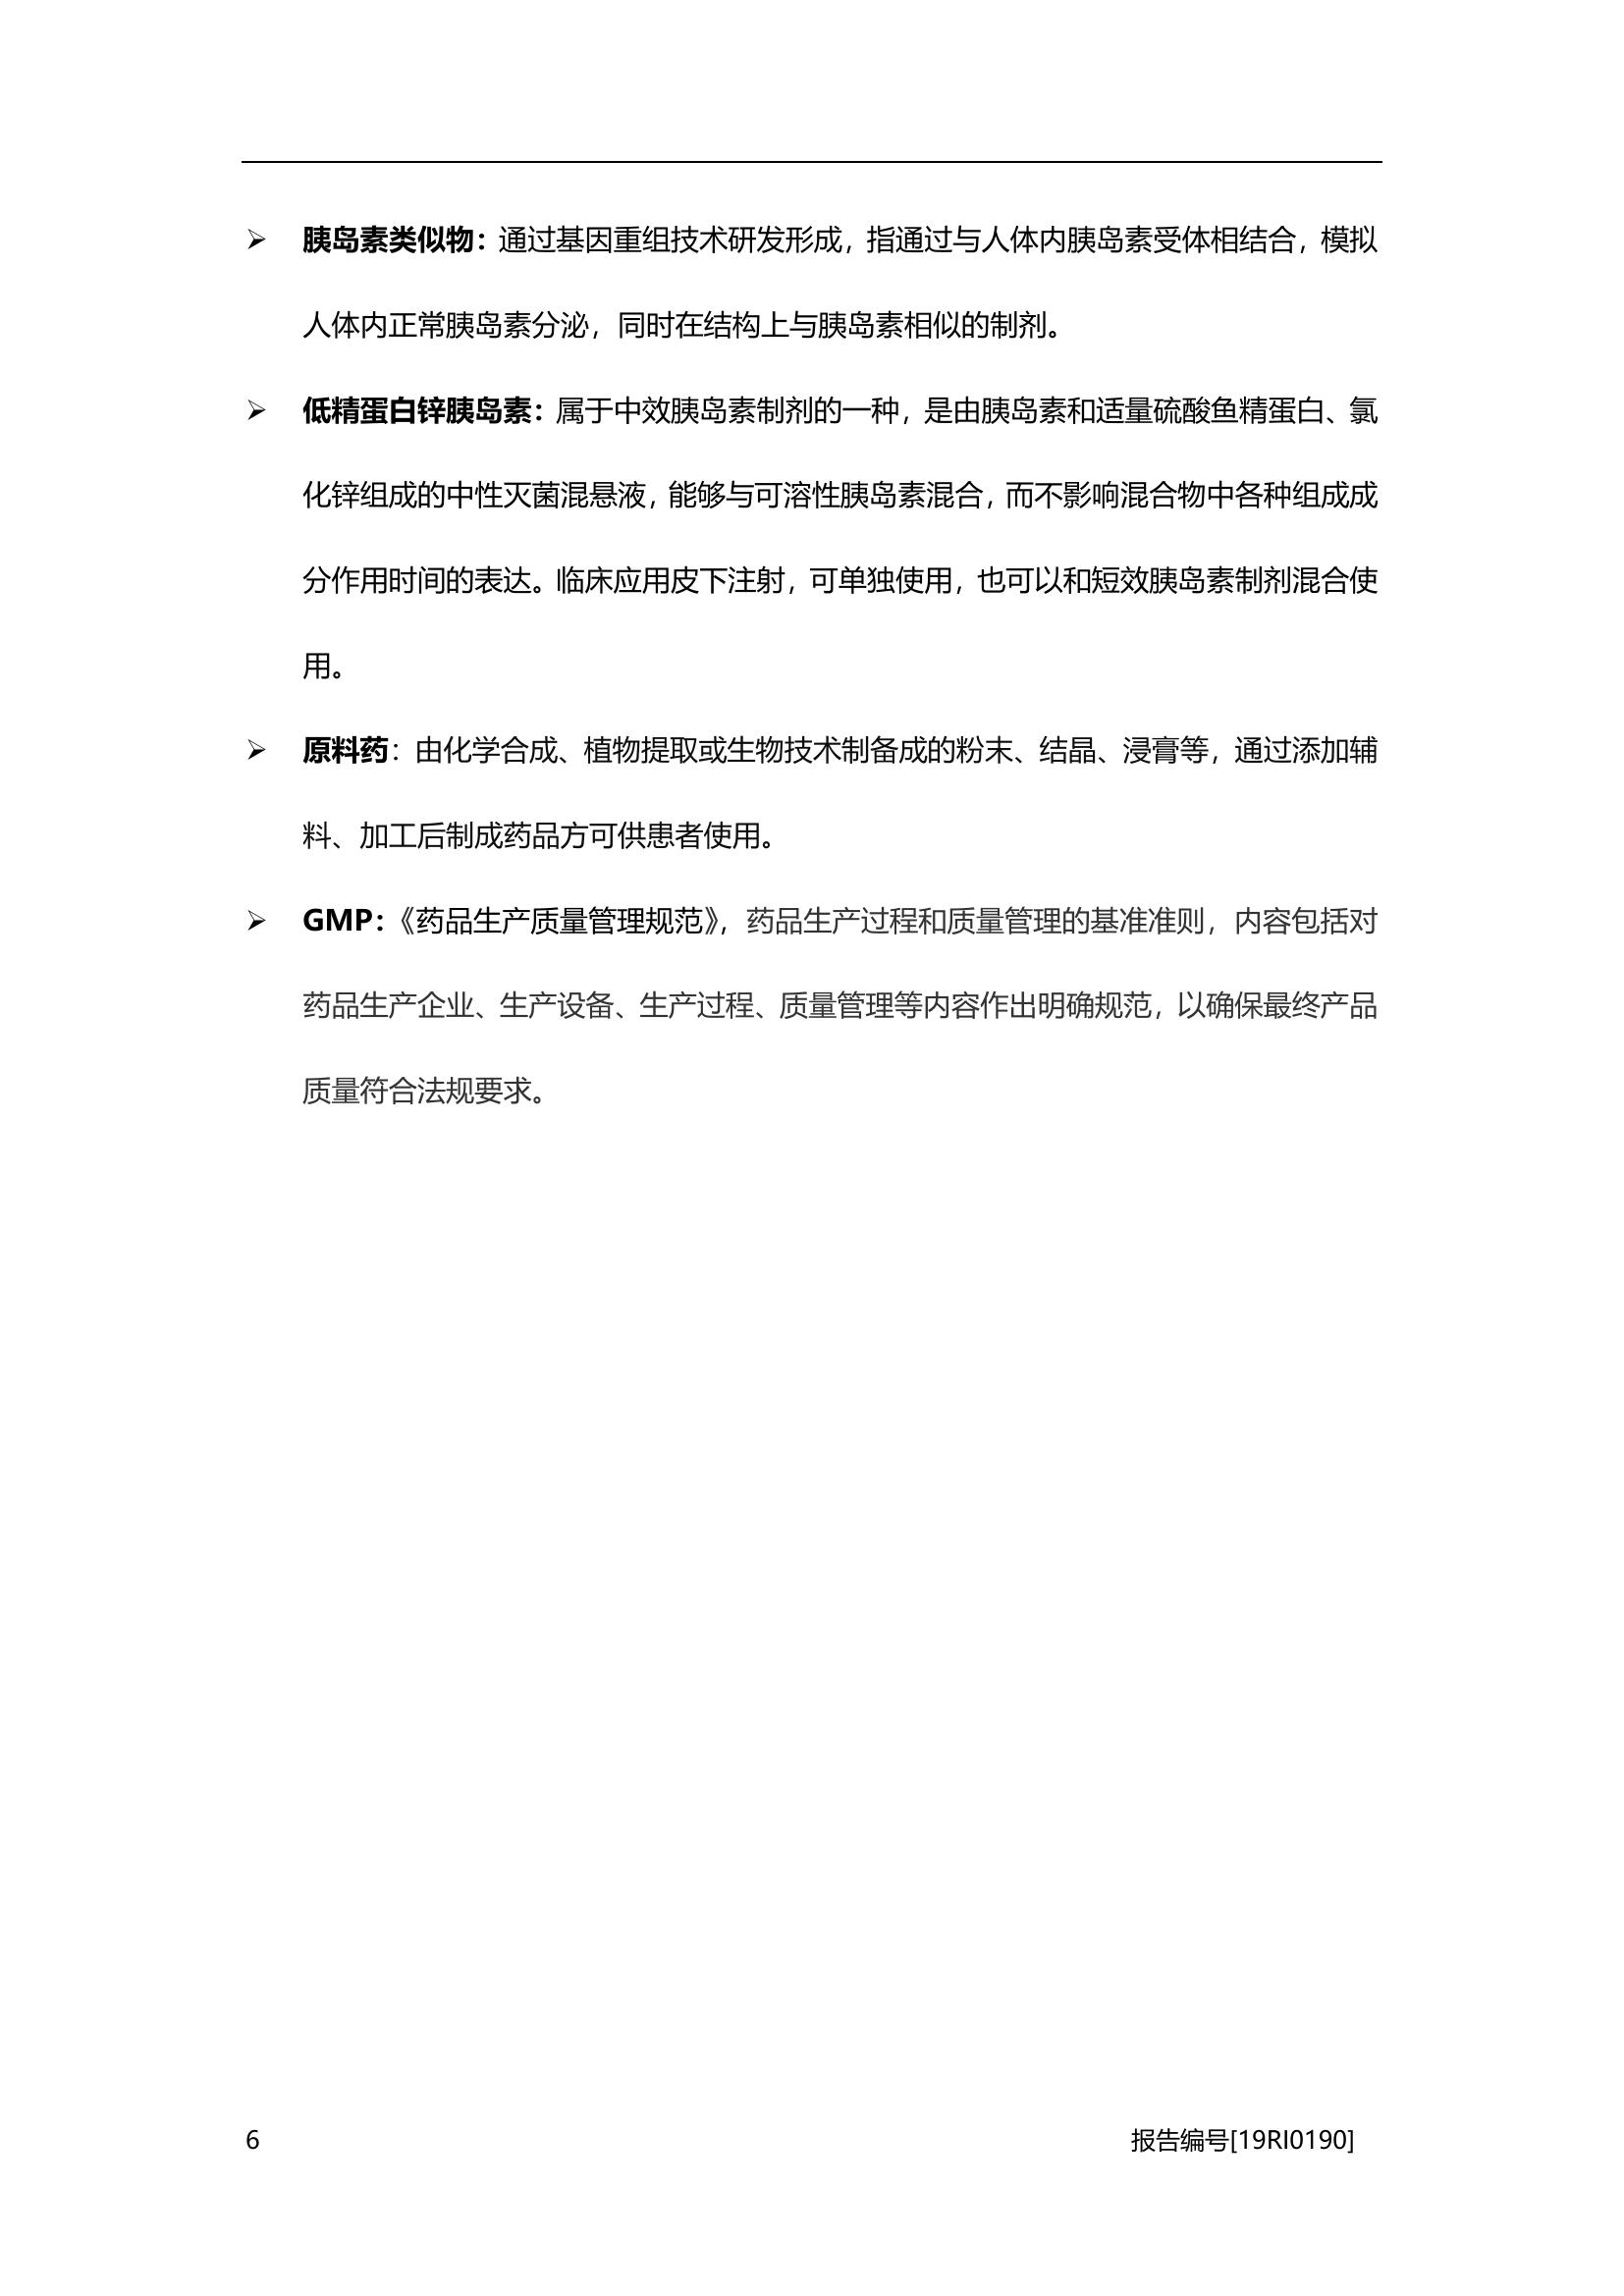 ➢ 胰岛素类似物：通过基因重组技术研发形成，指通过与人体内胰岛素受体相结合，模拟
人体内正常胰岛素分泌，同时在结构上与胰岛素相似的制剂。
➢ 低精蛋白锌胰岛素：属于中效胰岛素制剂的一种，是由胰岛素和适量硫酸鱼精蛋白、氯
化锌组成的中性灭菌混悬液，能够与可溶性胰岛素混合，而不影响混合物中各种组成成
分作用时间的表达。临床应用皮下注射，可单独使用，也可以和短效胰岛素制剂混合使
用。
➢ 原料药：由化学合成、植物提取或生物技术制备成的粉末、结晶、浸膏等，通过添加辅
料、加工后制成药品方可供患者使用。
➢ GMP：《药品生产质量管理规范》，药品生产过程和质量管理的基准准则，内容包括对
药品生产企业、生产设备、生产过程、质量管理等内容作出明确规范，以确保最终产品
质量符合法规要求。
6 报告编号[19RI0190]